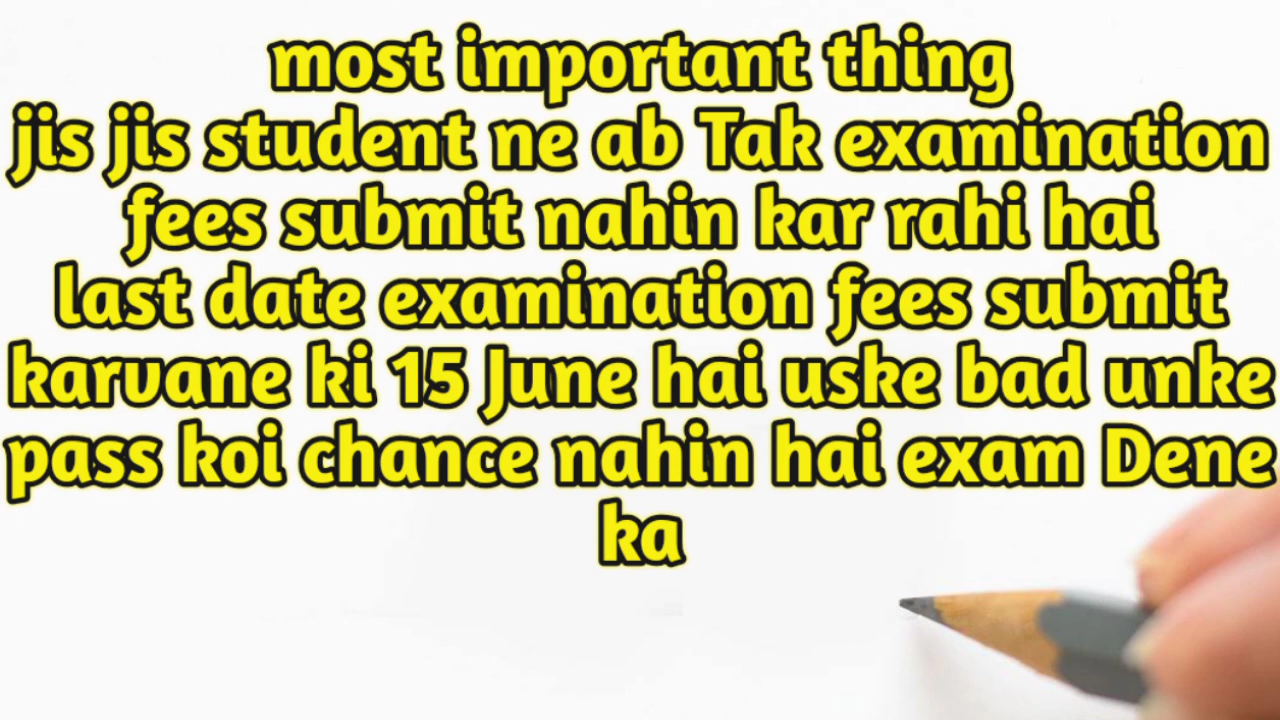 most important thing
jis jis student ne ab Tak examination
fees submit nahin kar rahi hai
last date examination fees submit
karvane ki 15 June hai uske bad unke
pass koi chance nahin hai exam Dene
ka